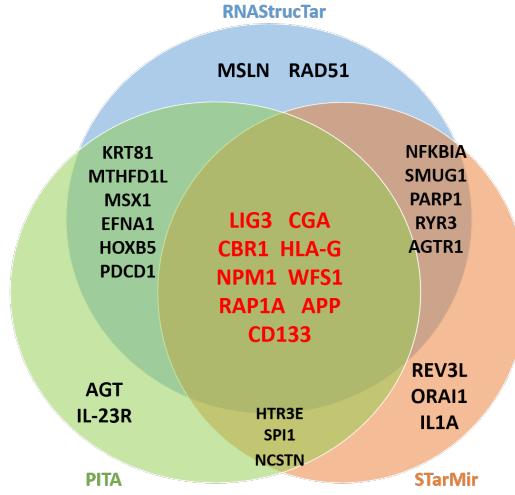 RNAStrucTar
MSLN RAD51
KRT81
MTHFD1L
MSX1
EFNA1
HOXB5
PDCD1
NFKBIA
SMUG1
PARP1
RYR3
AGTR1
LIG3 CGA
CBR1 HLA-G
NPM1 WFS1
RAP1A APP
CD133
AGT
IL-23R
HTR3E
SPI1
NCSTN
REV3L
ORAI1
IL1A
PITA
STarMir